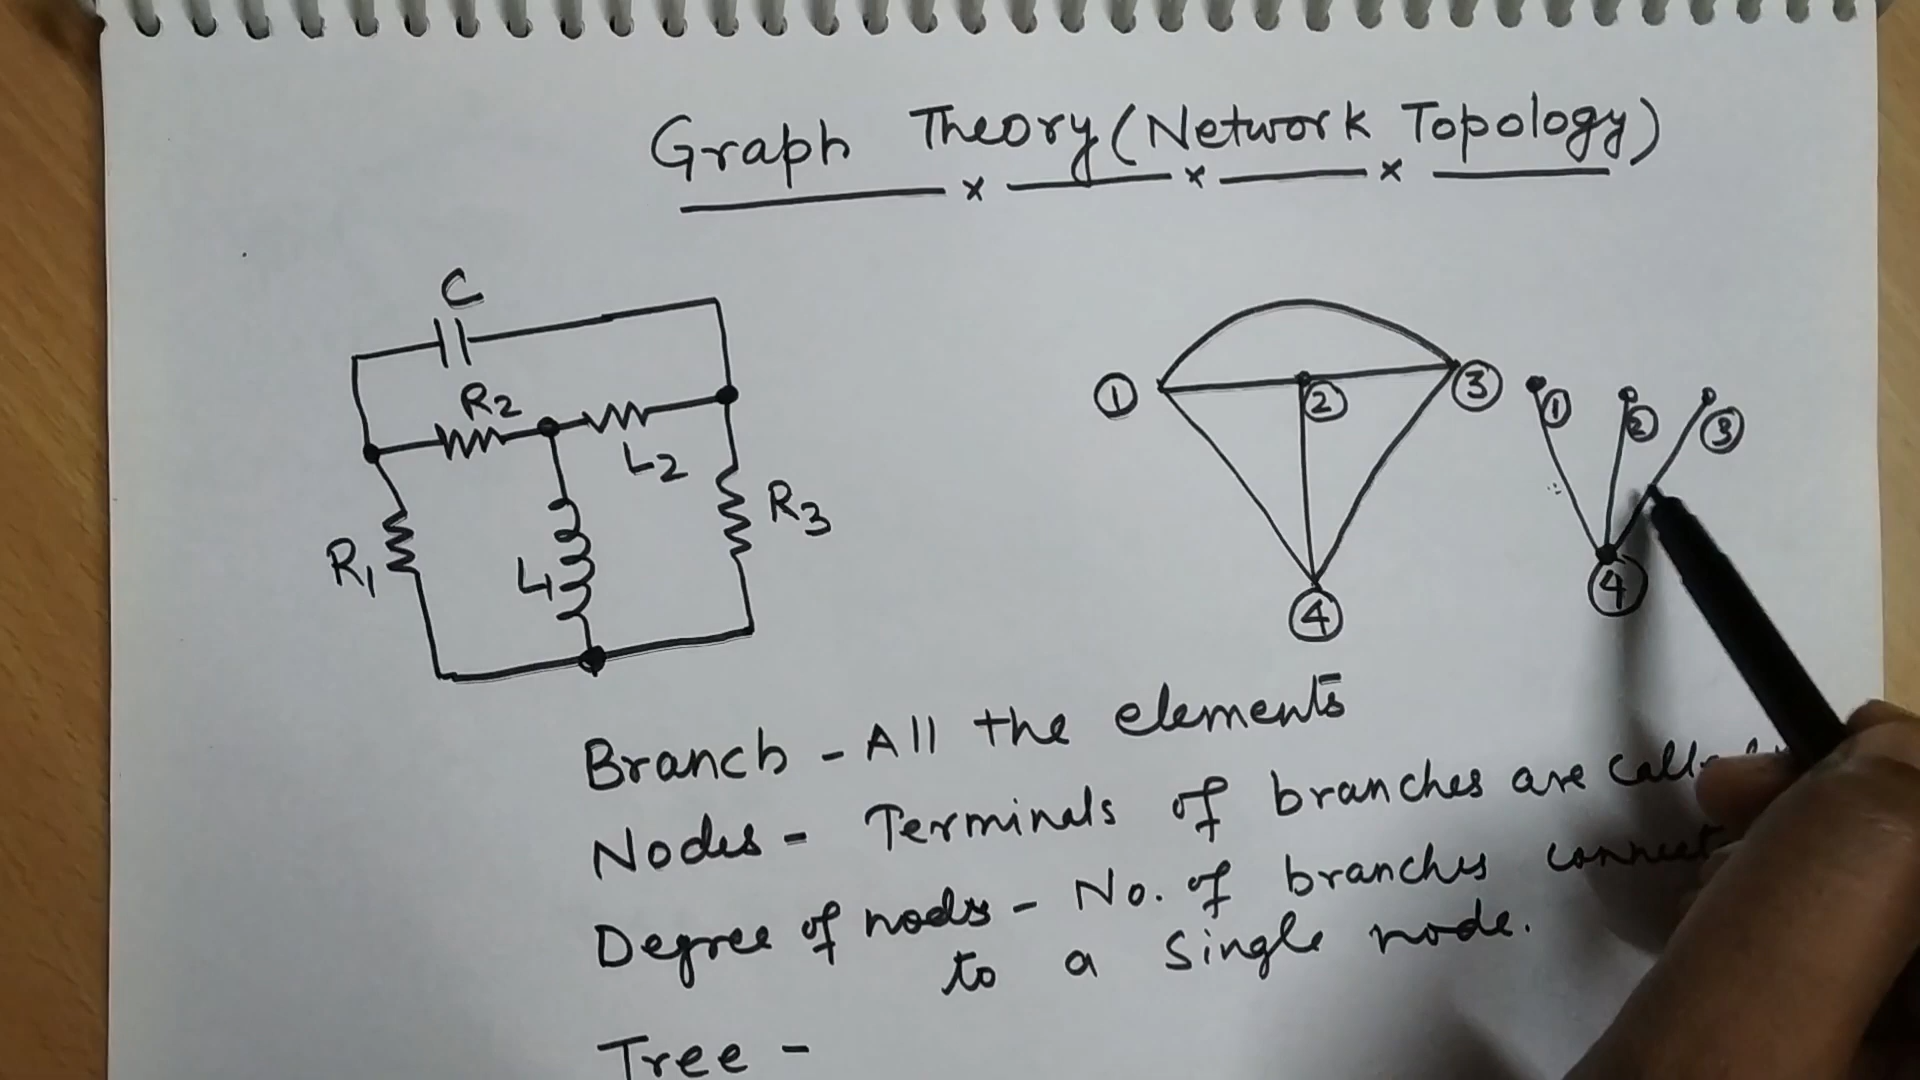 Graph Theory (Network Topology)
C
R2
L2
R1
L1
R3
1
2
3
4
1
2
3
4
Branch - All the elements
Nodes - Terminals of branches are
Degree of nodes - No. of branches
to a single node.
Tree -